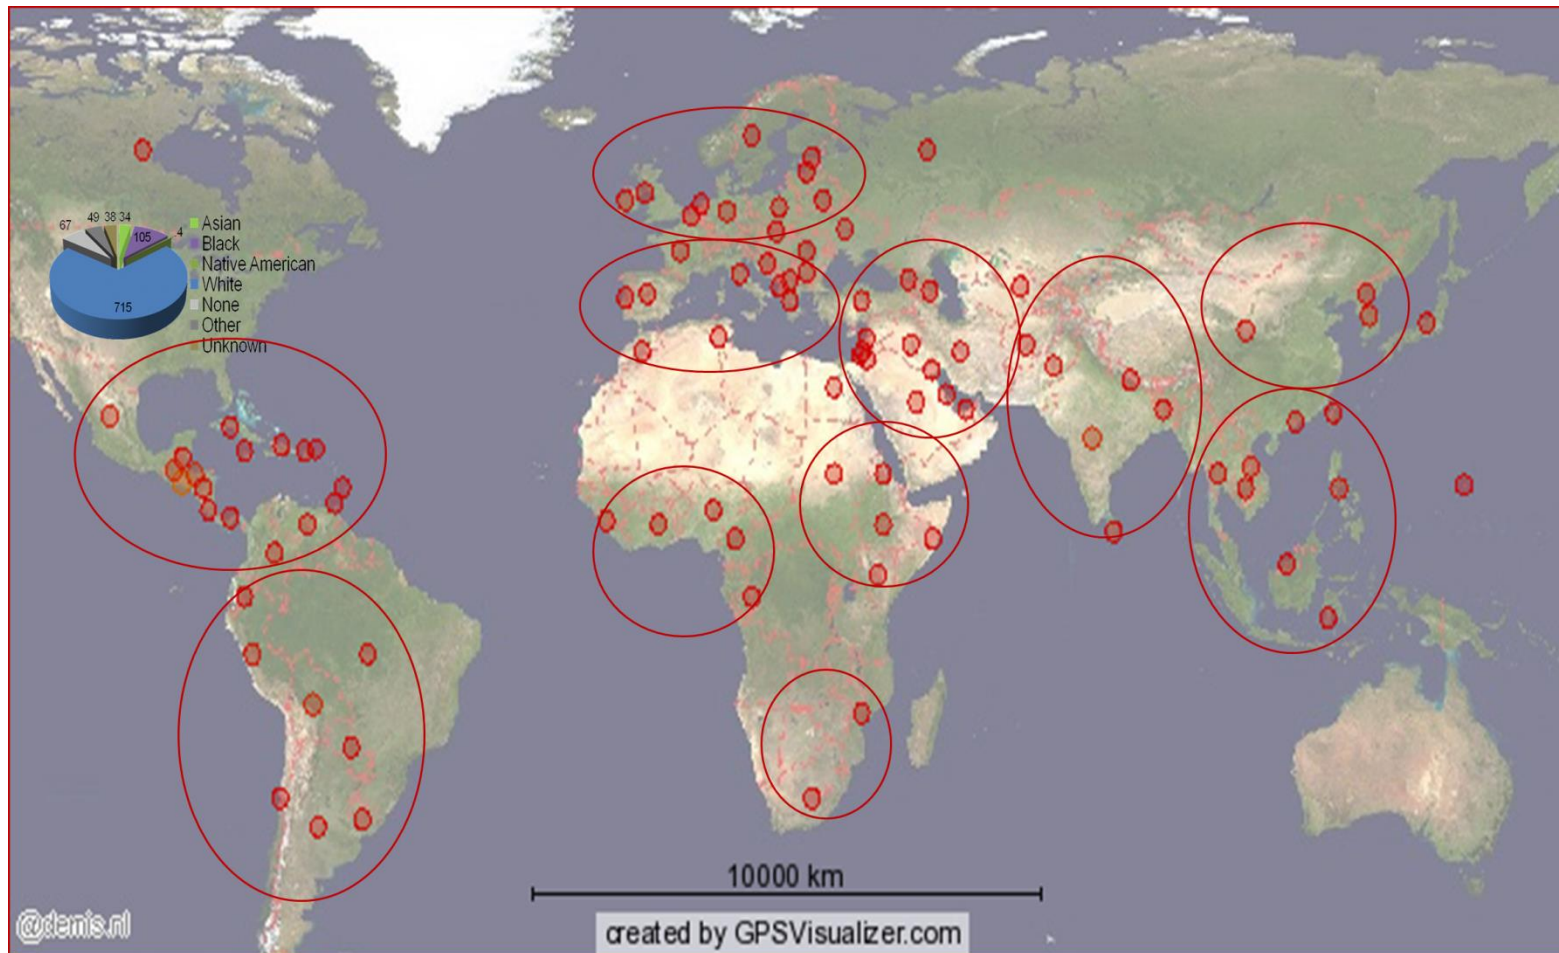 67
49
38
34
4
105
715
Asian
Black
Native American
White
None
Other
Unknown
10000 km
@demis.nl
created by GPSVisualizer.com